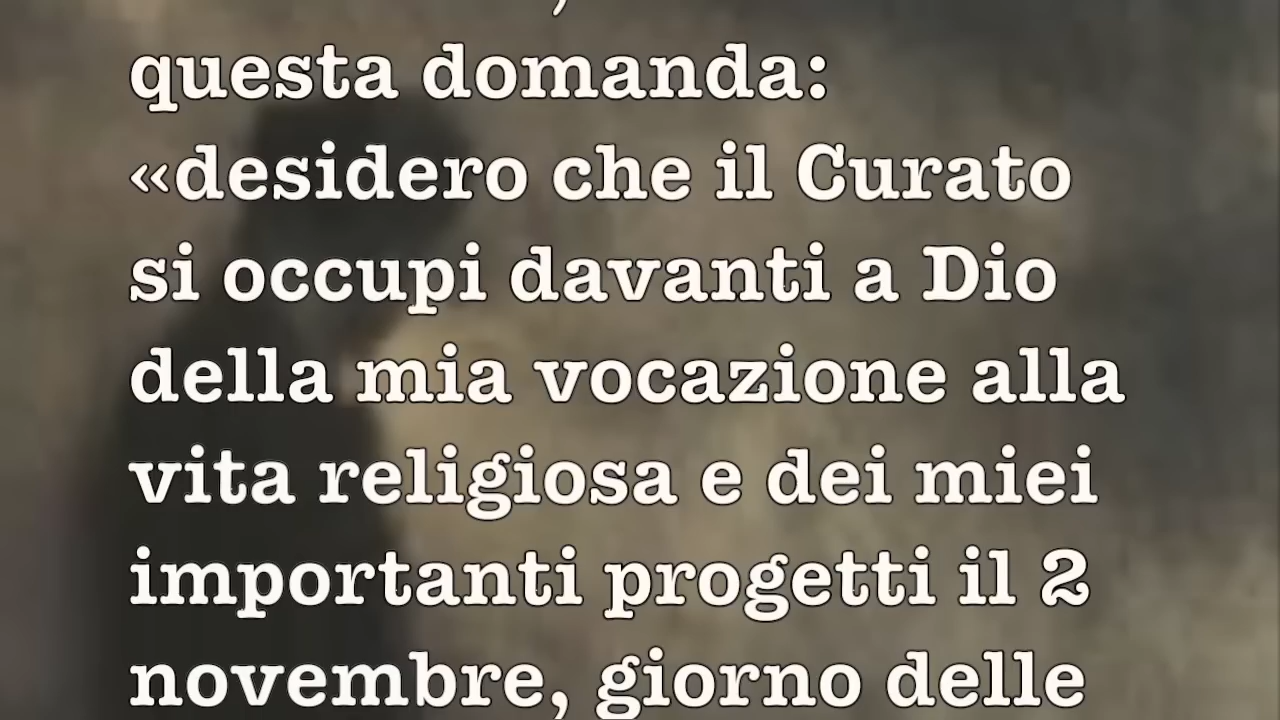 questa domanda:
«desidero che il Curato
si occupi davanti a Dio
della mia vocazione alla
vita religiosa e dei miei
importanti progetti il 2
novembre, giorno delle